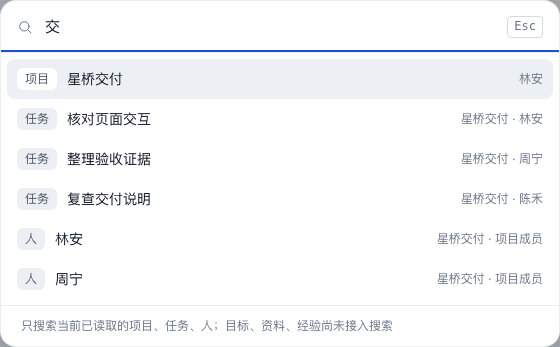 交 Esc
项目 星桥交付 林安
任务 核对页面交互 星桥交付 · 林安
任务 整理验收证据 星桥交付 · 周宁
任务 复查交付说明 星桥交付 · 陈禾
人 林安 星桥交付 · 项目成员
人 周宁 星桥交付 · 项目成员
只搜索当前已读取的项目、任务、人；目标、资料、经验尚未接入搜索